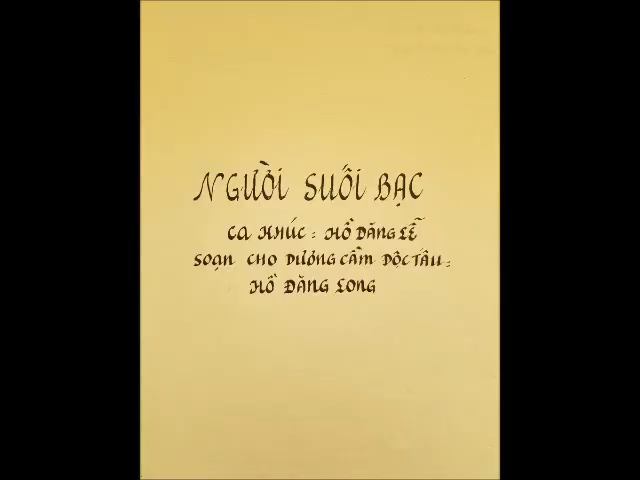 NGƯỜI SUỐI BẠC
CA KHÚC : HỒ ĐĂNG LỄ
SOẠN CHO DƯƠNG CẦM ĐỘC TẤU :
HỒ ĐĂNG LONG